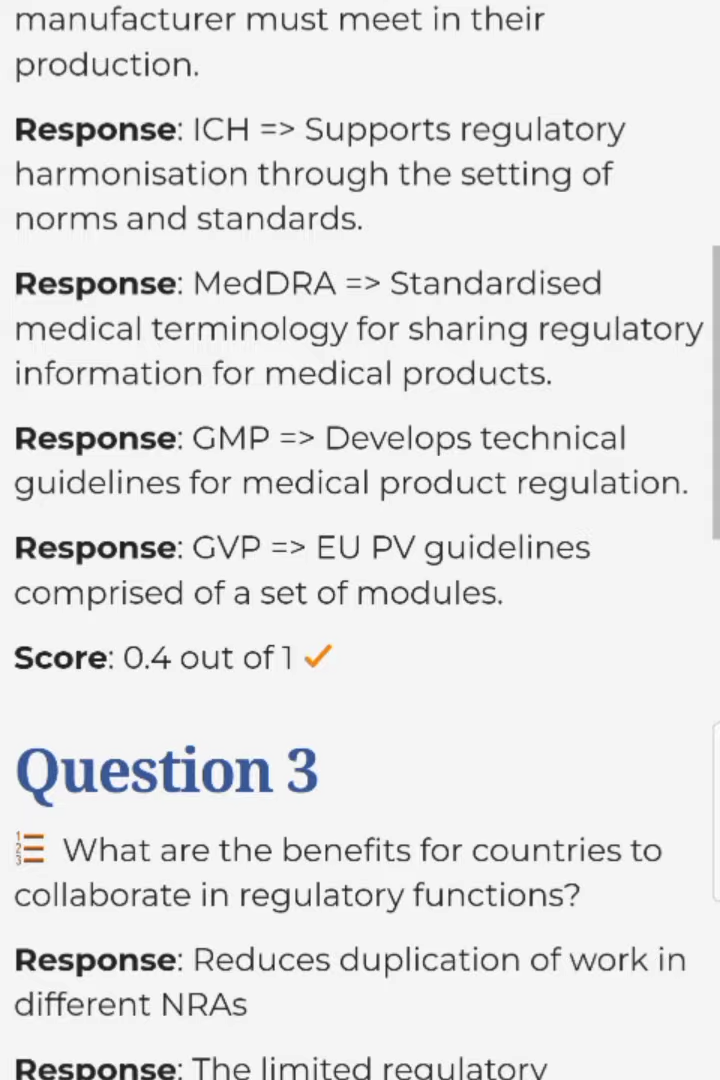 manufacturer must meet in their
production.
Response: ICH => Supports regulatory
harmonisation through the setting of
norms and standards.
Response: MedDRA => Standardised
medical terminology for sharing regulatory
information for medical products.
Response: GMP => Develops technical
guidelines for medical product regulation.
Response: GVP => EU PV guidelines
comprised of a set of modules.
Score: 0.4 out of 1
Question 3
What are the benefits for countries to
collaborate in regulatory functions?
Response: Reduces duplication of work in
different NRAs
Response: The limited regulatory